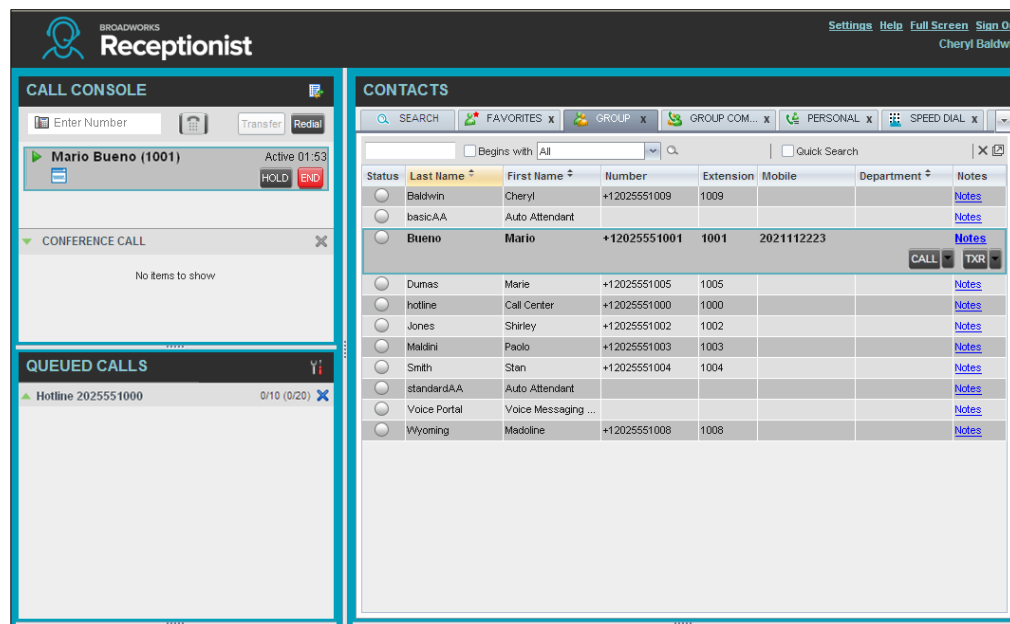 BROADWORKS
Receptionist
Settings Help Full Screen Sign
Cheryl
CALL CONSOLE
Enter Number Transfer Redial
Mario Bueno (1001) Active 01:53
HOLD END
CONFERENCE CALL
No items to show
QUEUED CALLS
Hotline 2025551000 0/10 (0/20)
CONTACTS
SEARCH FAVORITES X GROUP X GROUP COM... X PERSONAL X SPEED DIAL X
Begins with All Quick Search
Status Last Name First Name Number Extension Mobile Department Notes
Baldwin Cheryl +12025551009 1009 Notes
basicAA Auto Attendant Notes
Bueno Mario +12025551001 1001 2021112223 Notes
CALL TXR
Dumas Marie +12025551005 1005 Notes
hotline Call Center +12025551000 1000 Notes
Jones Shirley +12025551002 1002 Notes
Maldini Paolo +12025551003 1003 Notes
Smith Stan +12025551004 1004 Notes
standardAA Auto Attendant Notes
Voice Portal Voice Messaging ... Notes
Wyoming Madoline +12025551008 1008 Notes